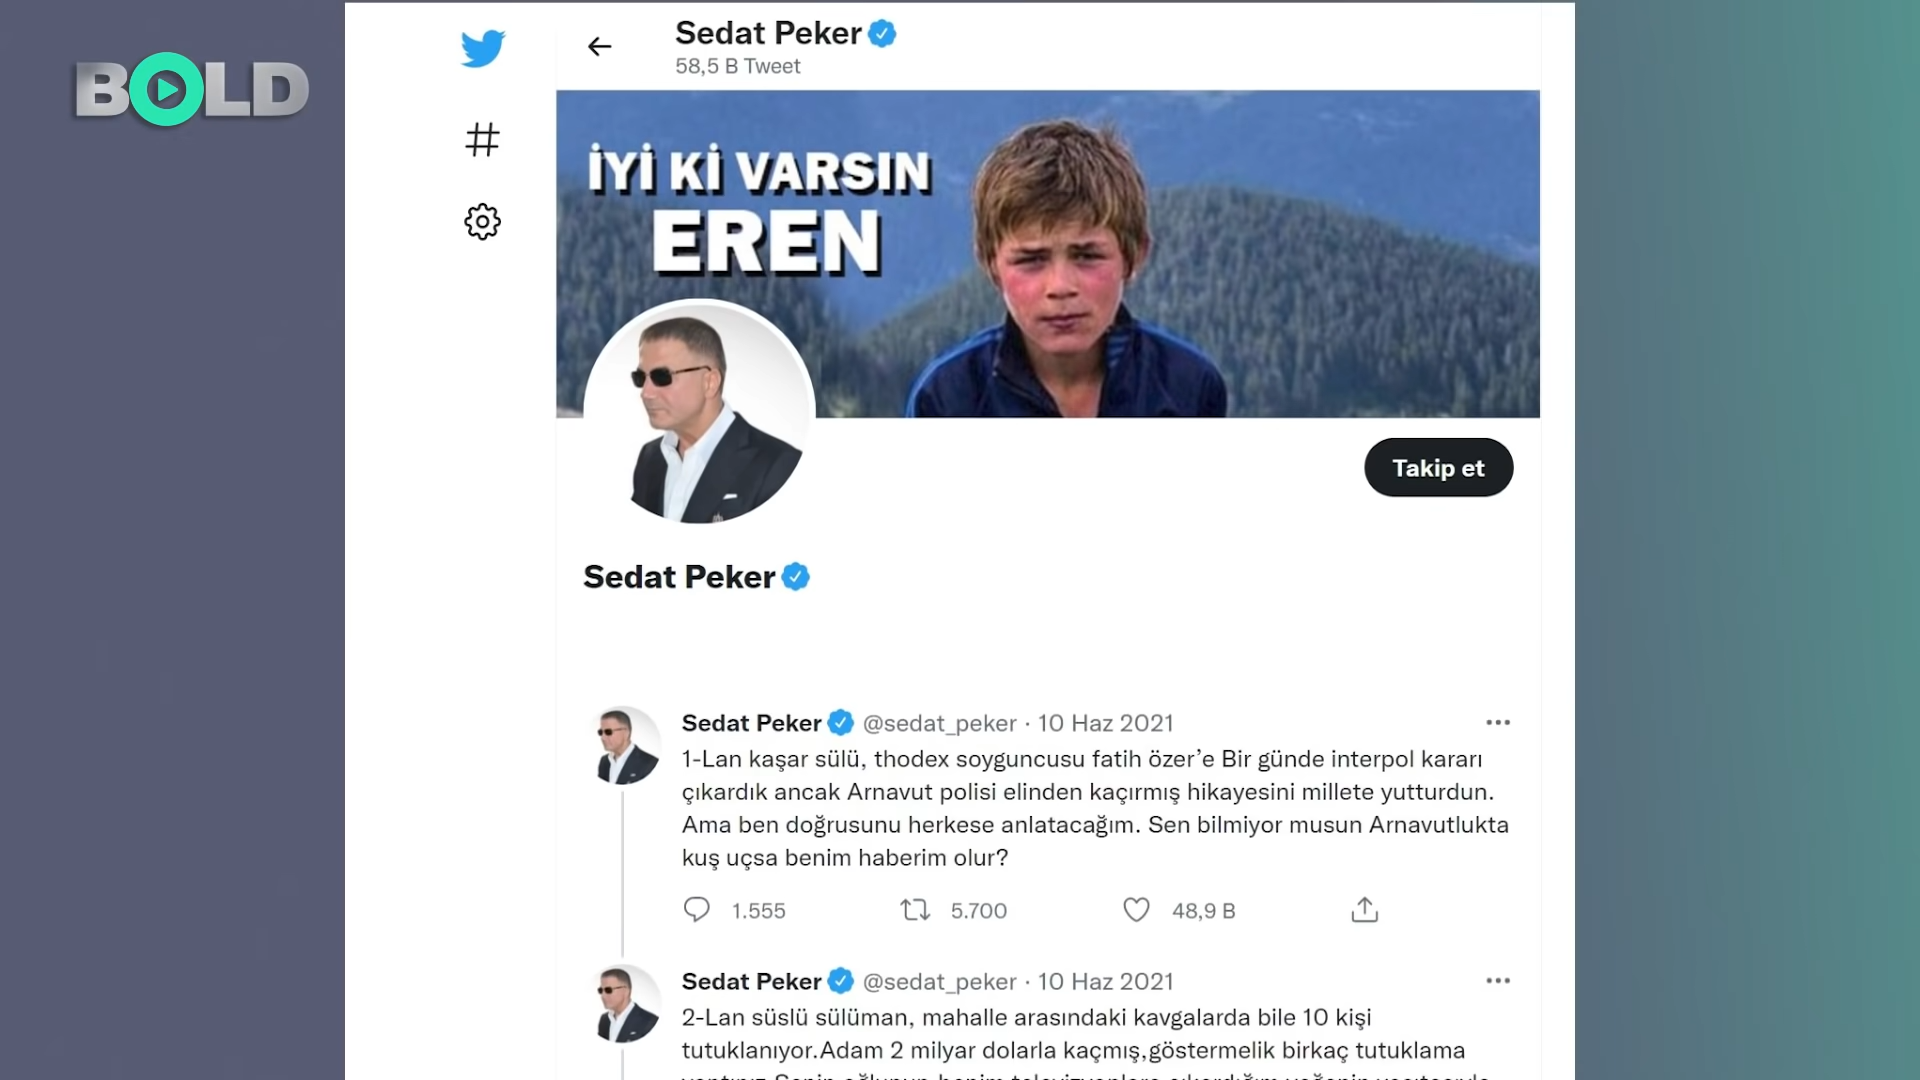 BOLD
Sedat Peker
58,5 B Tweet
İYİ Kİ VARSIN
EREN
Takip et
Sedat Peker
Sedat Peker @sedat_peker · 10 Haz 2021
1-Lan kaşar sülü, thodex soyguncusu fatih özer’e Bir günde interpol kararı
çıkardık ancak Arnavut polisi elinden kaçırmış hikayesini millete yutturdun.
Ama ben doğrusunu herkese anlatacağım. Sen bilmiyor musun Arnavutlukta
kuş uçsa benim haberim olur?
1.555 5.700 48,9 B
Sedat Peker @sedat_peker · 10 Haz 2021
2-Lan süslü sülüman, mahalle arasındaki kavgalarda bile 10 kişi
tutuklanıyor.Adam 2 milyar dolarla kaçmış,göstermelik birkaç tutuklama